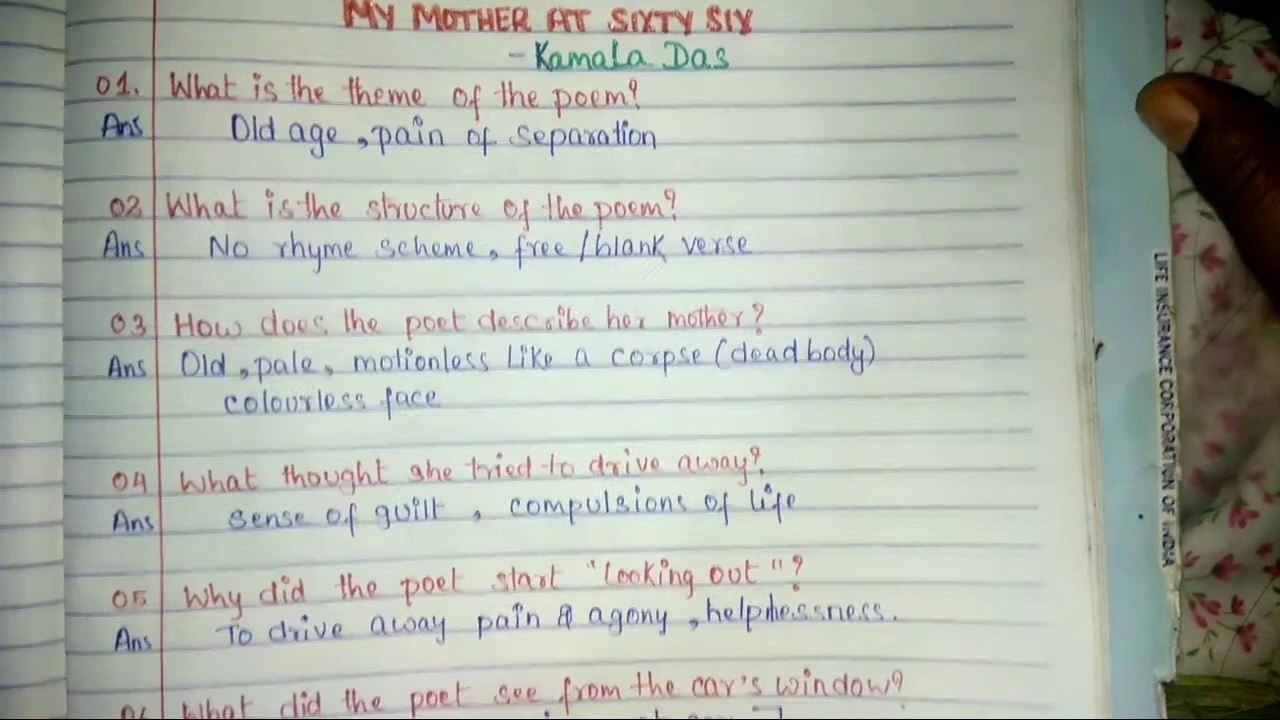 MY MOTHER AT SIXTY SIX
- Kamala Das
01. What is the theme of the poem?
Ans Old age, pain of separation
02 What is the structure of the poem?
Ans No rhyme scheme, free/blank verse
03 How does the poet describe her mother?
Ans Old, pale, motionless like a corpse (dead body)
colourless face
04 What thought she tried to drive away?
Ans sense of guilt, compulsions of life
05 Why did the poet start "looking out"?
Ans To drive away pain & agony, helplessness.
What did the poet see from the car's window?
LIFE INSURANCE CORPORATION OF INDIA